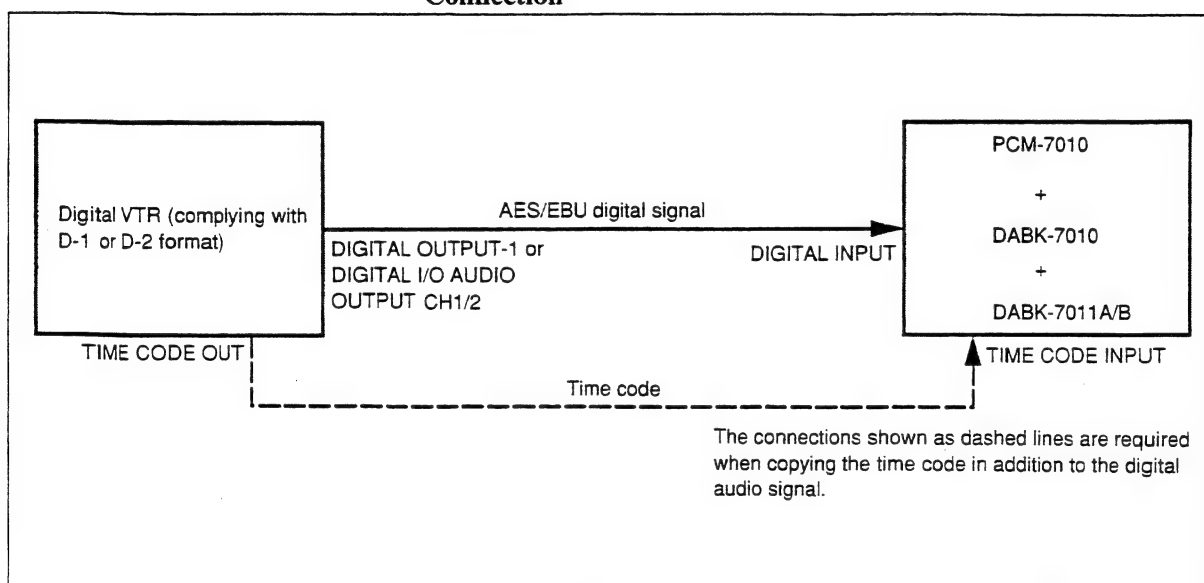 Connection
PCM-7010
+
DABK-7010
+
DABK-7011A/B
Digital VTR (complying with
D-1 or D-2 format)
AES/EBU digital signal
DIGITAL OUTPUT-1 or
DIGITAL I/O AUDIO
OUTPUT CH1/2
DIGITAL INPUT
TIME CODE OUT
TIME CODE INPUT
Time code
The connections shown as dashed lines are required
when copying the time code in addition to the digital
audio signal.